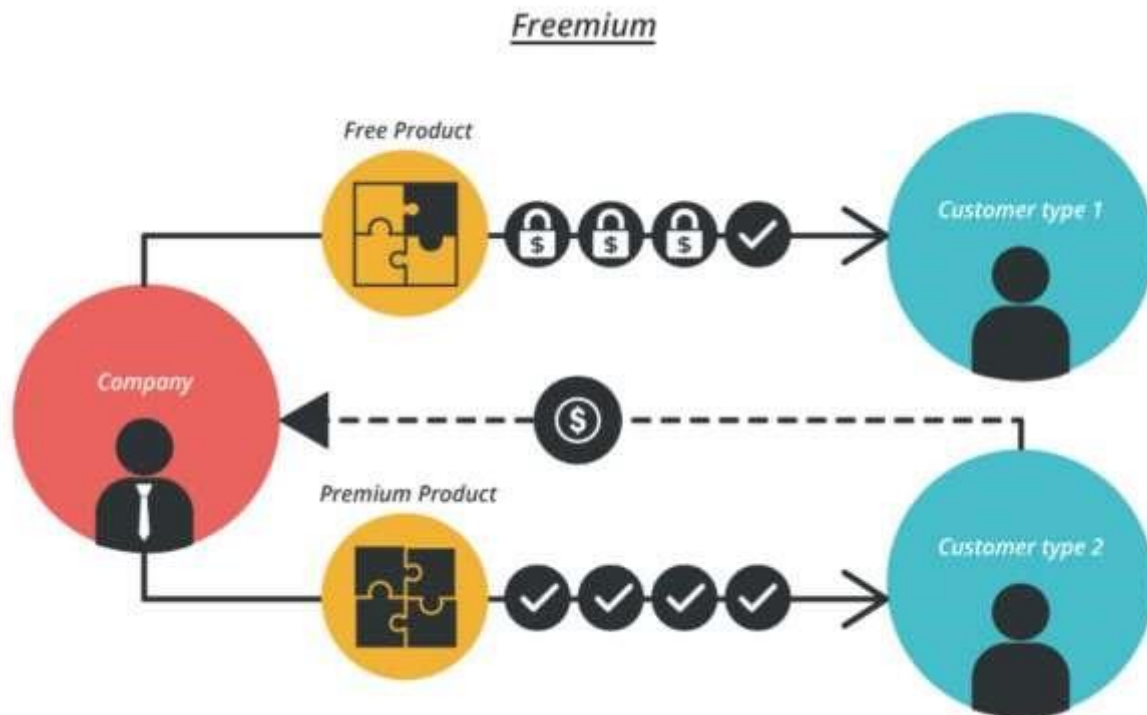 Freemium
Free Product
Customer type 1
$ $ $
Company
$
Premium Product
Customer type 2